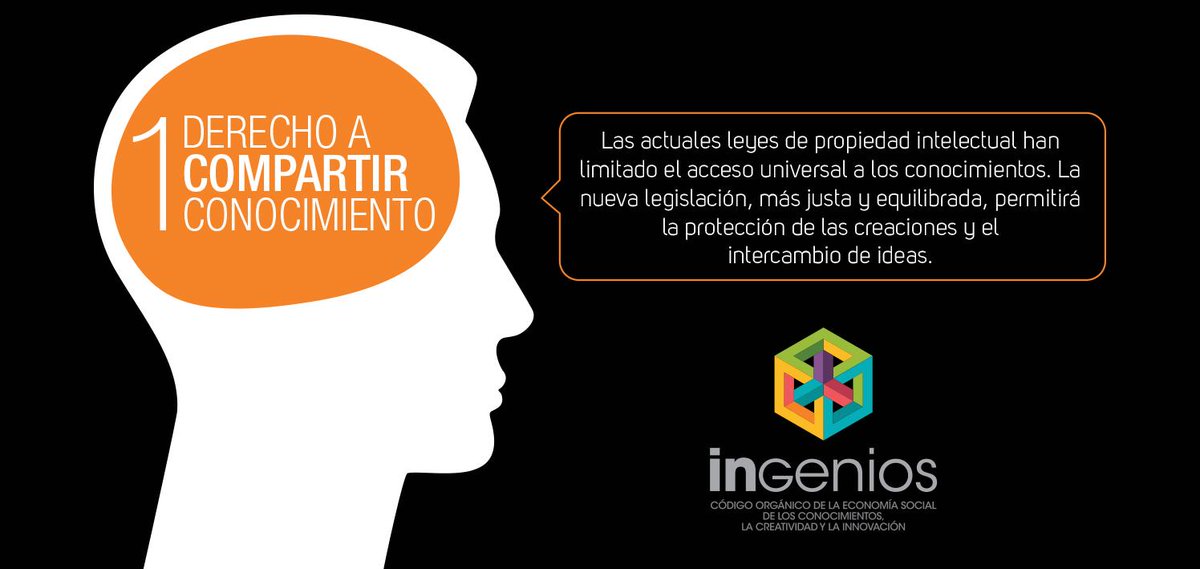 1 DERECHO A
COMPARTIR
CONOCIMIENTO
Las actuales leyes de propiedad intelectual han
limitado el acceso universal a los conocimientos. La
nueva legislación, más justa y equilibrada, permitirá
la protección de las creaciones y el
intercambio de ideas.
inGenios
CÓDIGO ORGÁNICO DE LA ECONOMÍA SOCIAL
DE LOS CONOCIMIENTOS,
LA CREATIVIDAD Y LA INNOVACIÓN